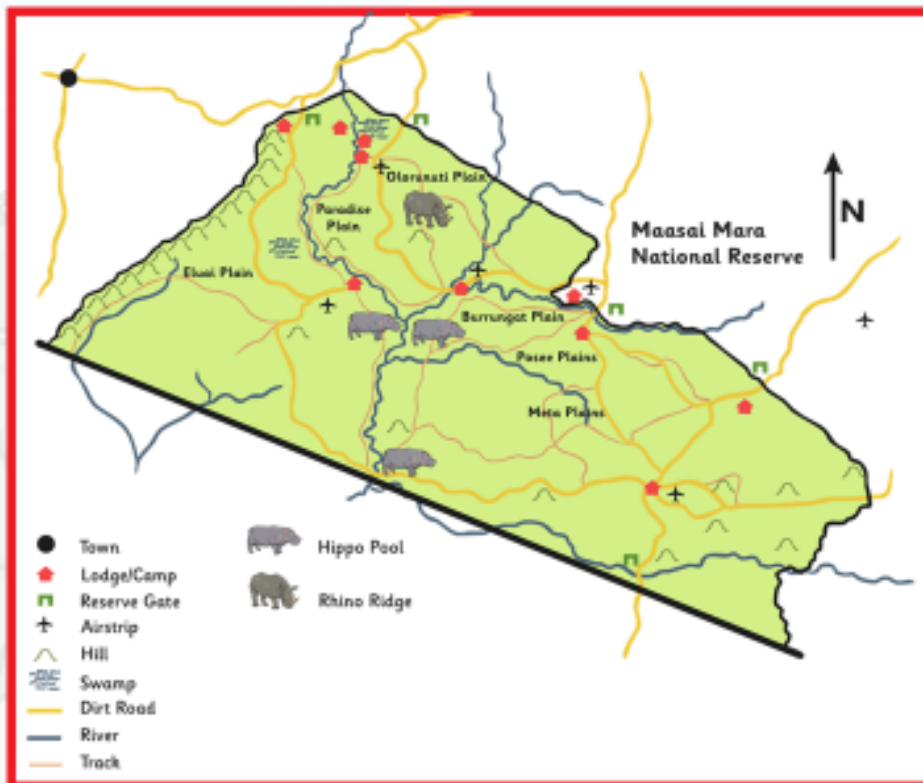 Oloronuti Plain
Paradise
Plain
N
Maasai Mara
National Reserve
Eluai Plain
Burrungat Plain
Posee Plains
Meta Plains
Town
Lodge/Camp
Reserve Gate
Airstrip
Hill
Swamp
Dirt Road
River
Track
Hippo Pool
Rhino Ridge